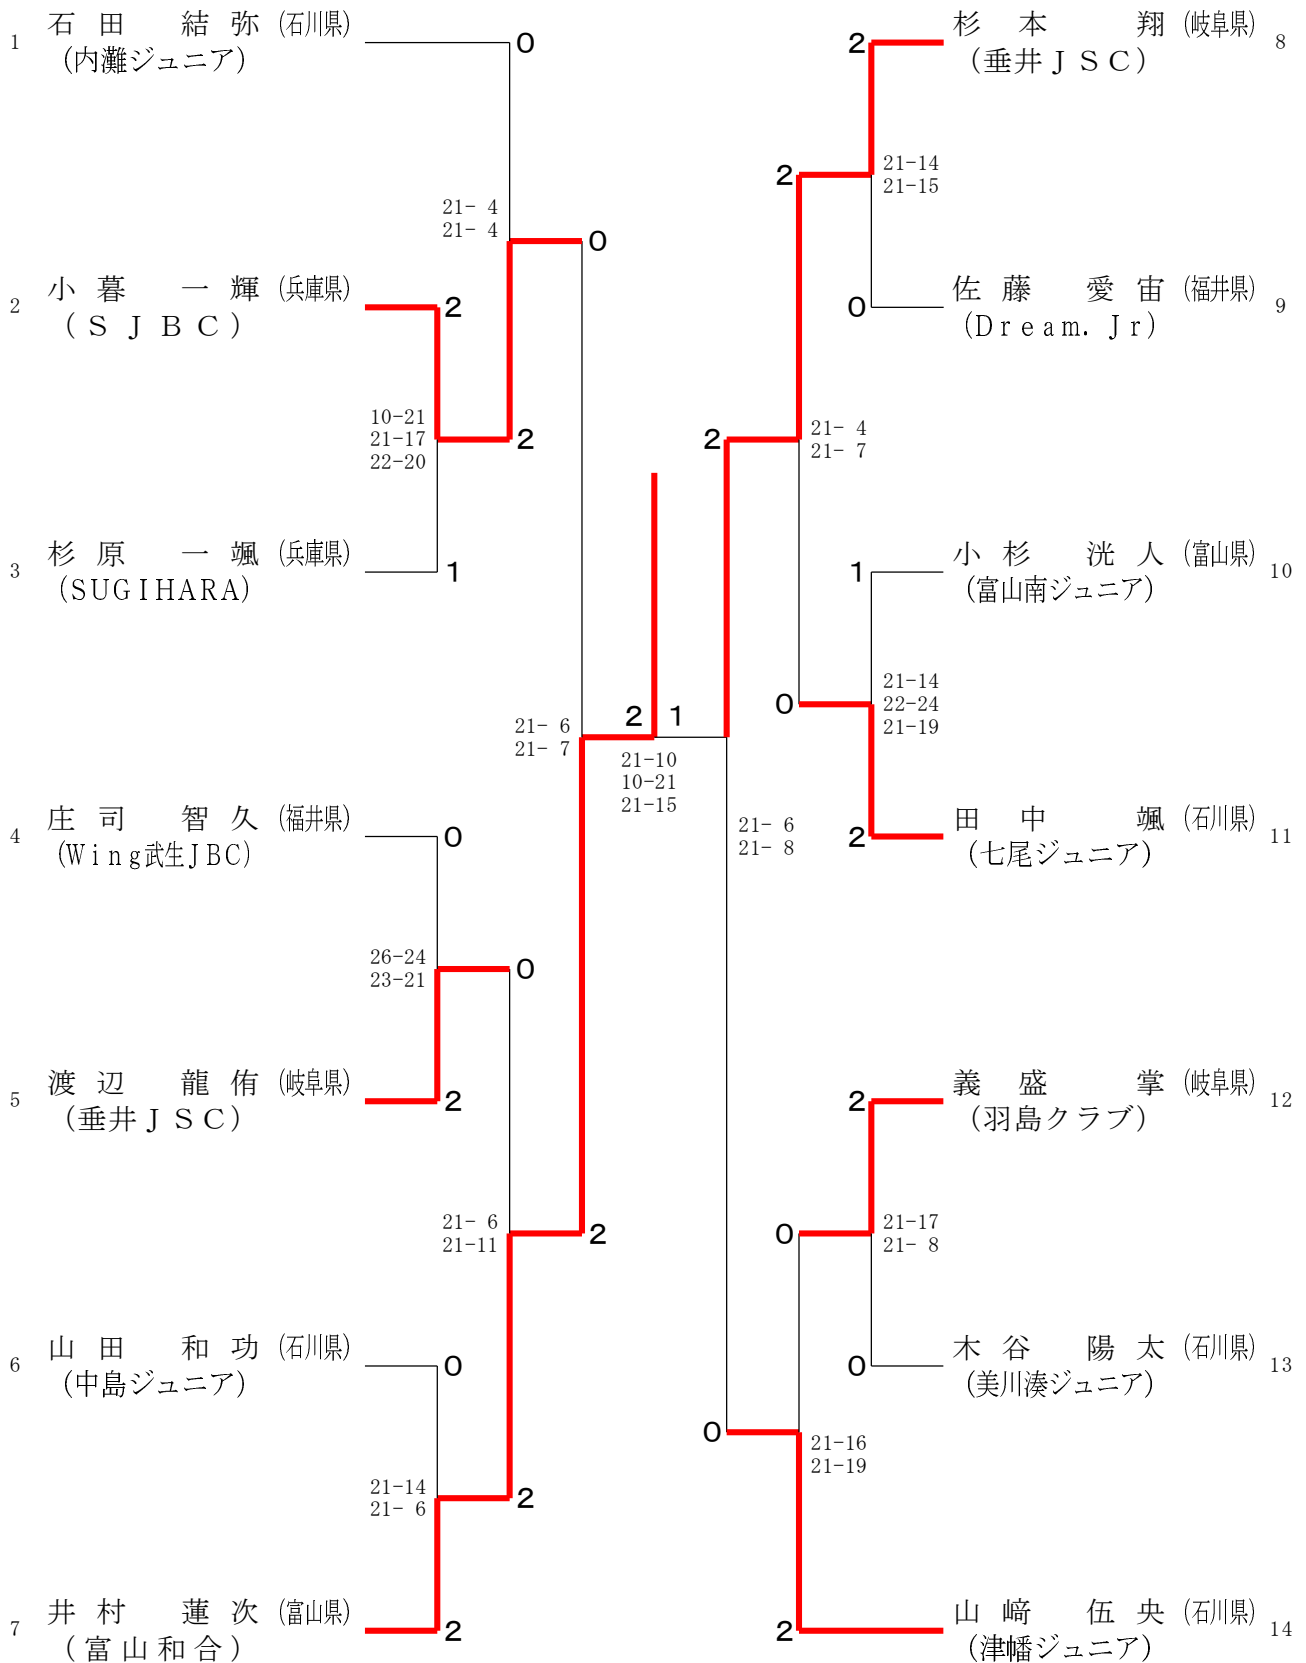 1 石田 結弥 (石川県)
(内灘ジュニア)
0
21- 4
21- 4
0
2 小暮 一輝 (兵庫県)
(ＳＪＢＣ)
2
10-21
21-17
22-20
2
3 杉原 一颯 (兵庫県)
(SUGIHARA)
1
21- 6
21- 7
4 庄司 智久 (福井県)
(Wing武生JBC)
0
26-24
23-21
0
5 渡辺 龍侑 (岐阜県)
(垂井ＪＳＣ)
2
21- 6
21-11
2
6 山田 和功 (石川県)
(中島ジュニア)
0
21-14
21- 6
2
7 井村 蓮次 (富山県)
(富山和合)
2
2 1
21-10
10-21
21-15
2 杉本 翔 (岐阜県) 8
(垂井ＪＳＣ)
2
21-14
21-15
0 佐藤 愛宙 (福井県) 9
(Dream. Jr)
2
21- 4
21- 7
1 小杉 洸人 (富山県) 10
(富山南ジュニア)
0
21-14
22-24
21-19
2 田中 颯 (石川県) 11
(七尾ジュニア)
21- 6
21- 8
2 義盛 掌 (岐阜県) 12
(羽島クラブ)
0
21-17
21- 8
0 木谷 陽太 (石川県) 13
(美川湊ジュニア)
0
21-16
21-19
2 山﨑 伍央 (石川県) 14
(津幡ジュニア)